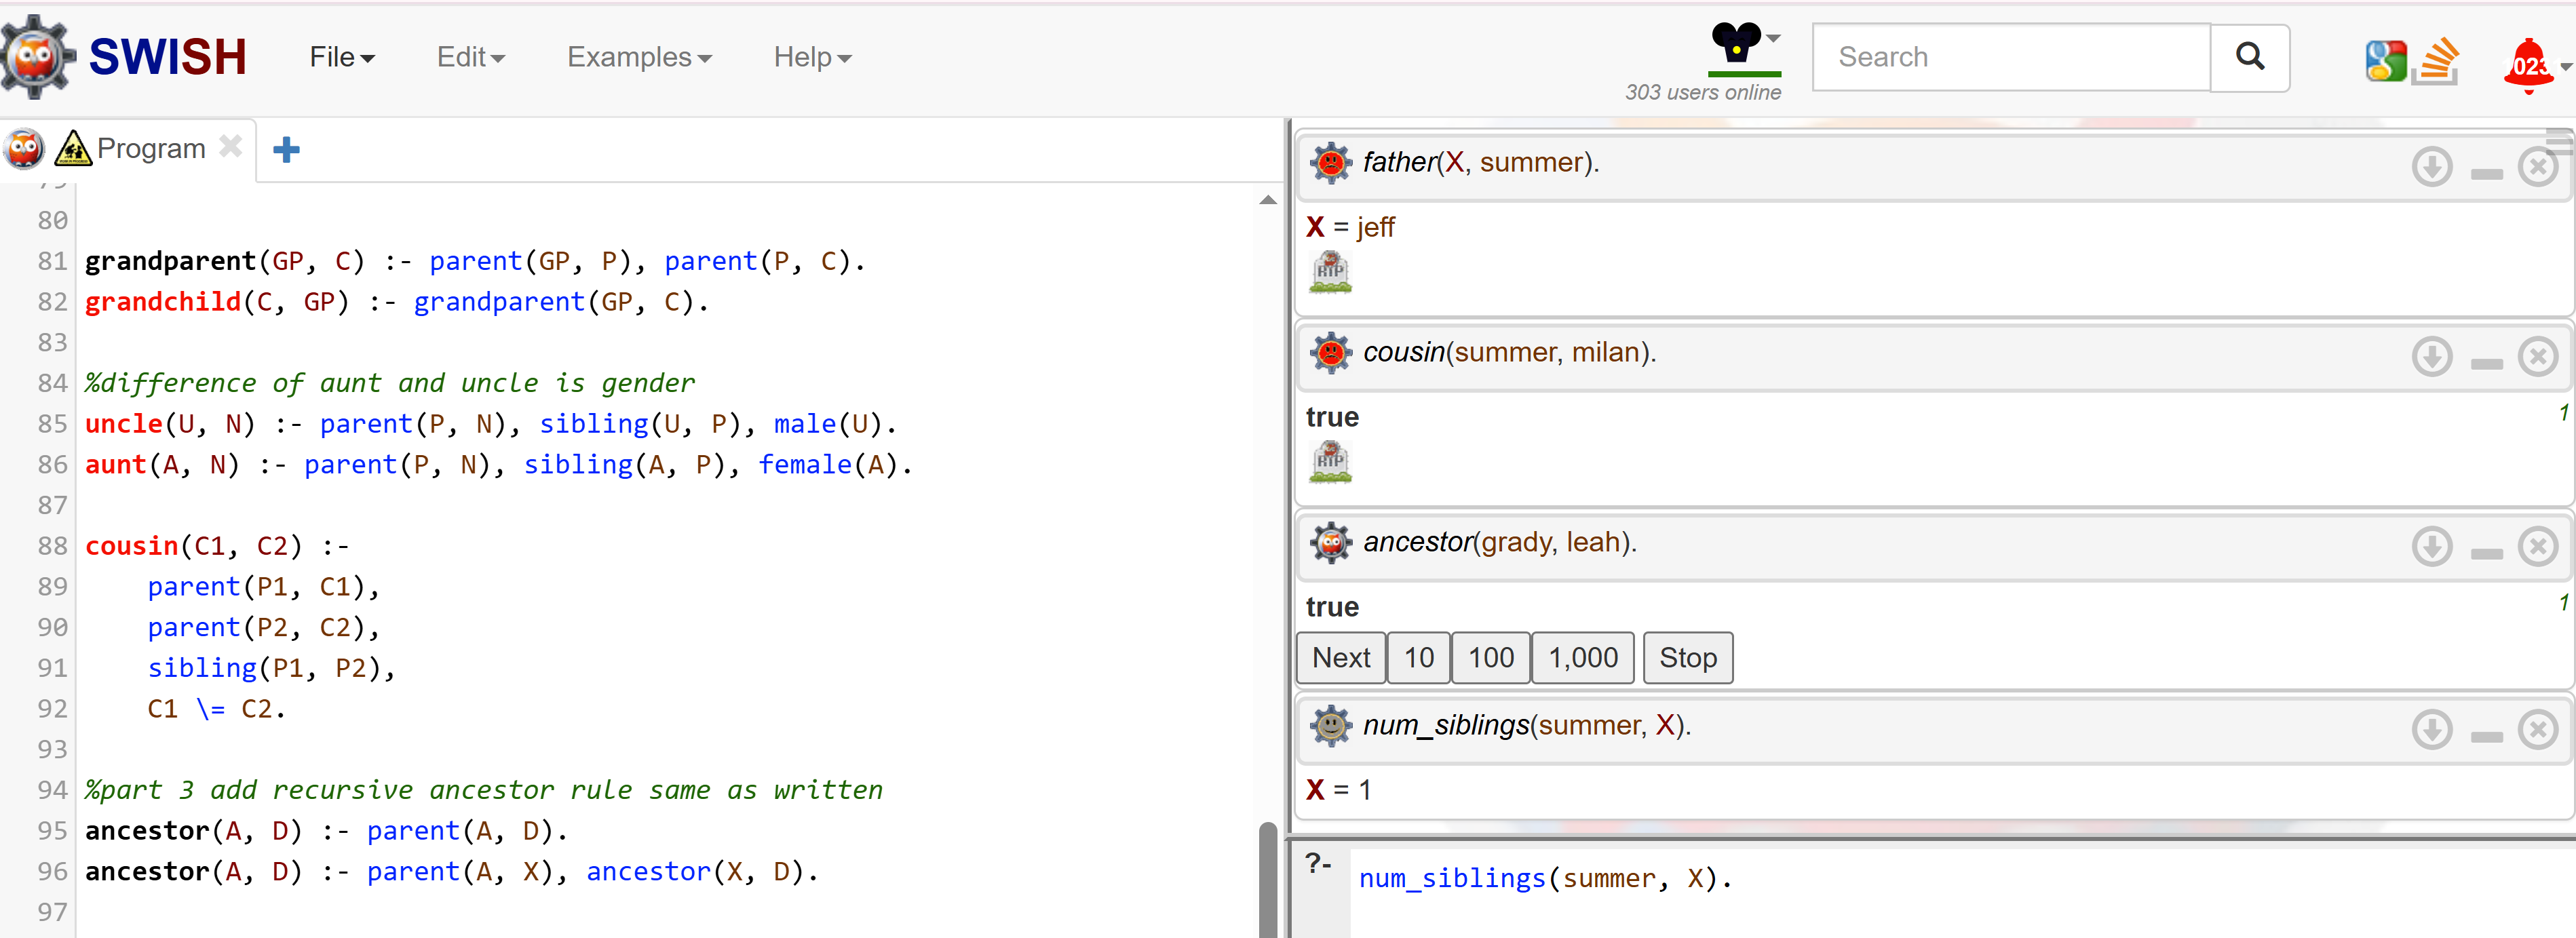 SWISH File Edit Examples Help
303 users online
Search
Program
80
81 grandparent(GP, C) :- parent(GP, P), parent(P, C).
82 grandchild(C, GP) :- grandparent(GP, C).
83
84 %difference of aunt and uncle is gender
85 uncle(U, N) :- parent(P, N), sibling(U, P), male(U).
86 aunt(A, N) :- parent(P, N), sibling(A, P), female(A).
87
88 cousin(C1, C2) :-
89 parent(P1, C1),
90 parent(P2, C2),
91 sibling(P1, P2),
92 C1 \= C2.
93
94 %part 3 add recursive ancestor rule same as written
95 ancestor(A, D) :- parent(A, D).
96 ancestor(A, D) :- parent(A, X), ancestor(X, D).
97
father(X, summer).
X = jeff
RIP
cousin(summer, milan).
true 1
RIP
ancestor(grady, leah).
true 1
Next 10 100 1,000 Stop
num_siblings(summer, X).
X = 1
?- num_siblings(summer, X).